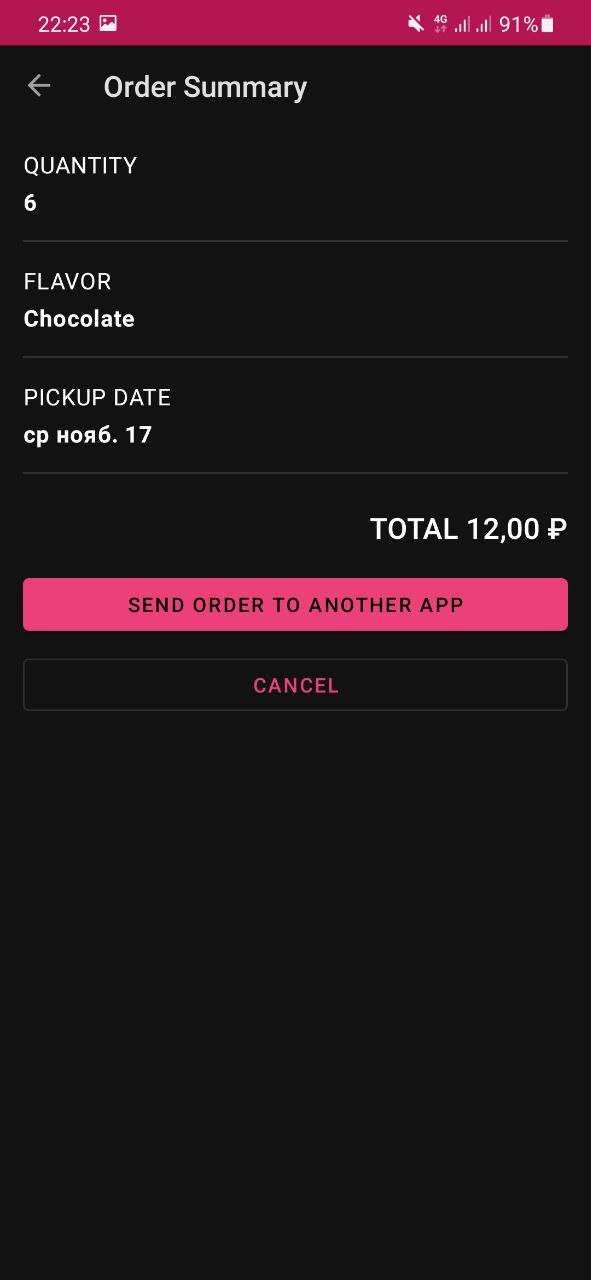 22:23 4G 91%
Order Summary
QUANTITY
6
FLAVOR
Chocolate
PICKUP DATE
ср нояб. 17
TOTAL 12,00 ₽
SEND ORDER TO ANOTHER APP
CANCEL